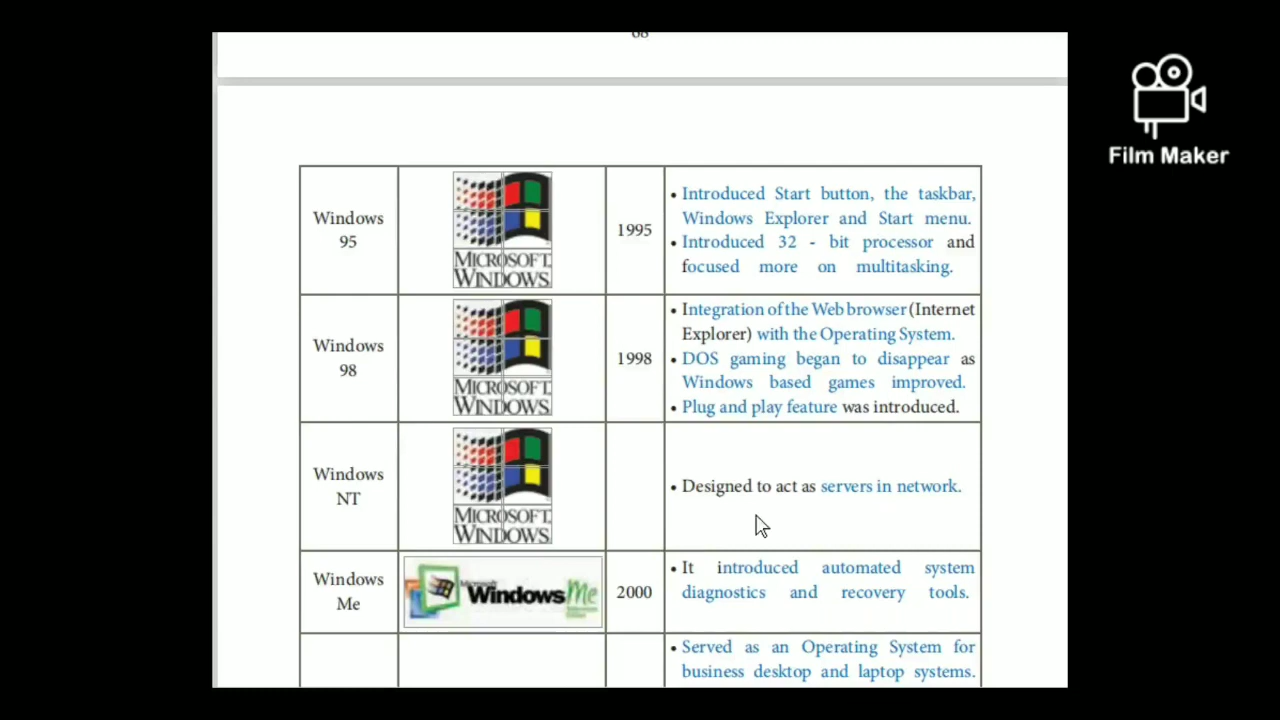 68
Film Maker
Windows
95
MICROSOFT
WINDOWS
1995
• Introduced Start button, the taskbar,
Windows Explorer and Start menu.
• Introduced 32 - bit processor and
focused more on multitasking.
Windows
98
MICROSOFT
WINDOWS
1998
• Integration of the Web browser (Internet
Explorer) with the Operating System.
• DOS gaming began to disappear as
Windows based games improved.
• Plug and play feature was introduced.
Windows
NT
MICROSOFT
WINDOWS
• Designed to act as servers in network.
Windows
Me
Microsoft
Windows Me
2000
• It introduced automated system
diagnostics and recovery tools.
• Served as an Operating System for
business desktop and laptop systems.